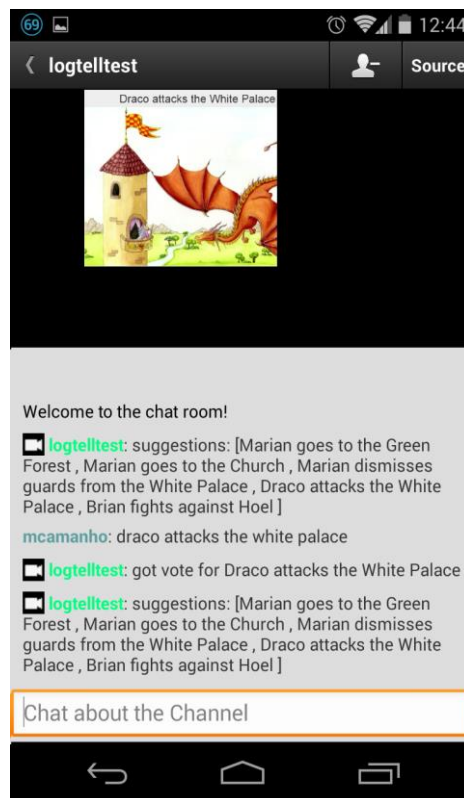 69
12:44
logtelltest
Source
Draco attacks the White Palace
Welcome to the chat room!
logtelltest: suggestions: [Marian goes to the Green
Forest , Marian goes to the Church , Marian dismisses
guards from the White Palace , Draco attacks the White
Palace , Brian fights against Hoel ]
mcamanho: draco attacks the white palace
logtelltest: got vote for Draco attacks the White Palace
logtelltest: suggestions: [Marian goes to the Green
Forest , Marian goes to the Church , Marian dismisses
guards from the White Palace , Draco attacks the White
Palace , Brian fights against Hoel ]
Chat about the Channel